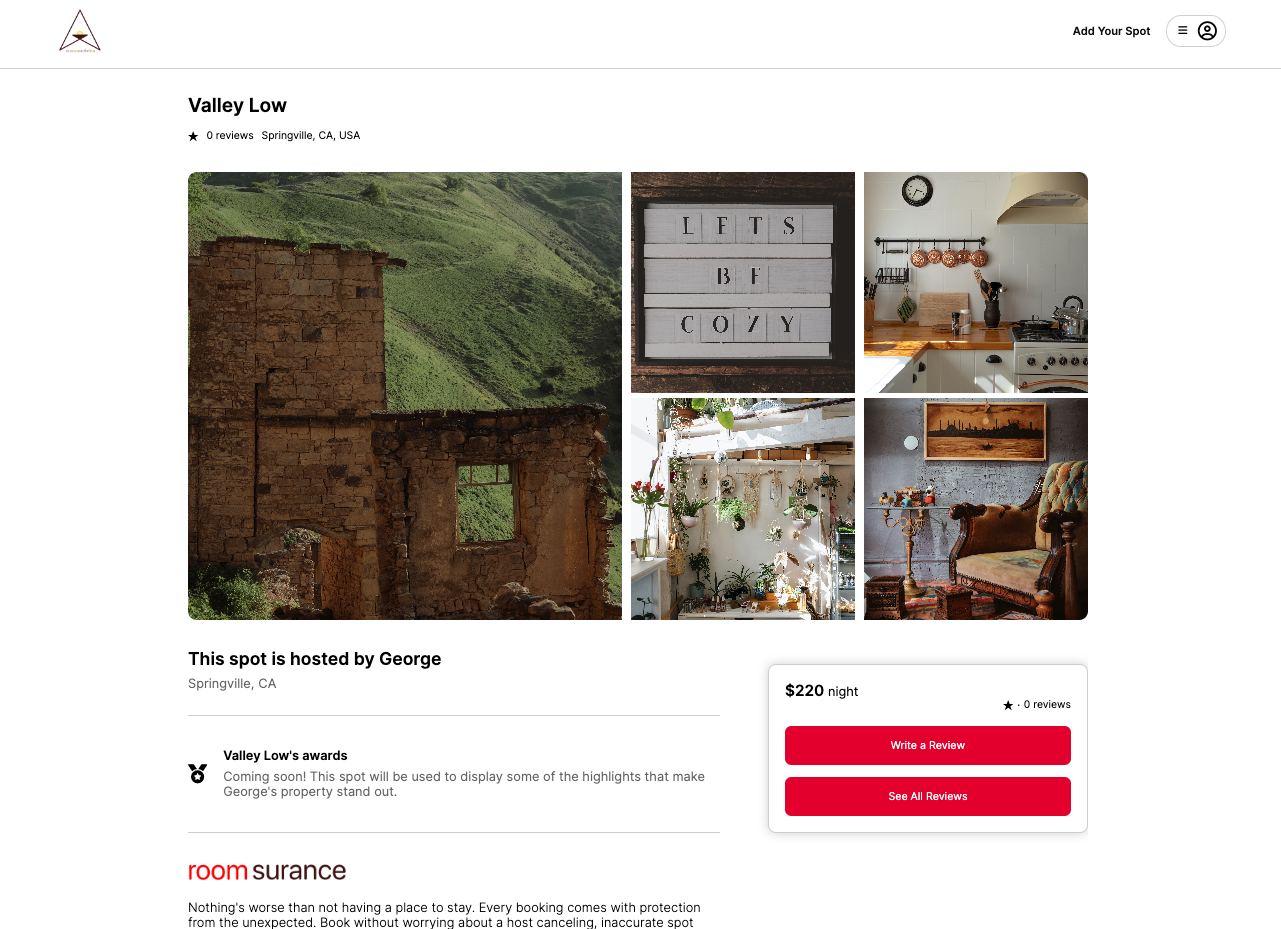 Add Your Spot
Valley Low
0 reviews Springville, CA, USA
LETS
BE
COZY
This spot is hosted by George
Springville, CA
$220 night
· 0 reviews
Write a Review
See All Reviews
Valley Low's awards
Coming soon! This spot will be used to display some of the highlights that make
George's property stand out.
roomsurance
Nothing's worse than not having a place to stay. Every booking comes with protection
from the unexpected. Book without worrying about a host canceling, inaccurate spot